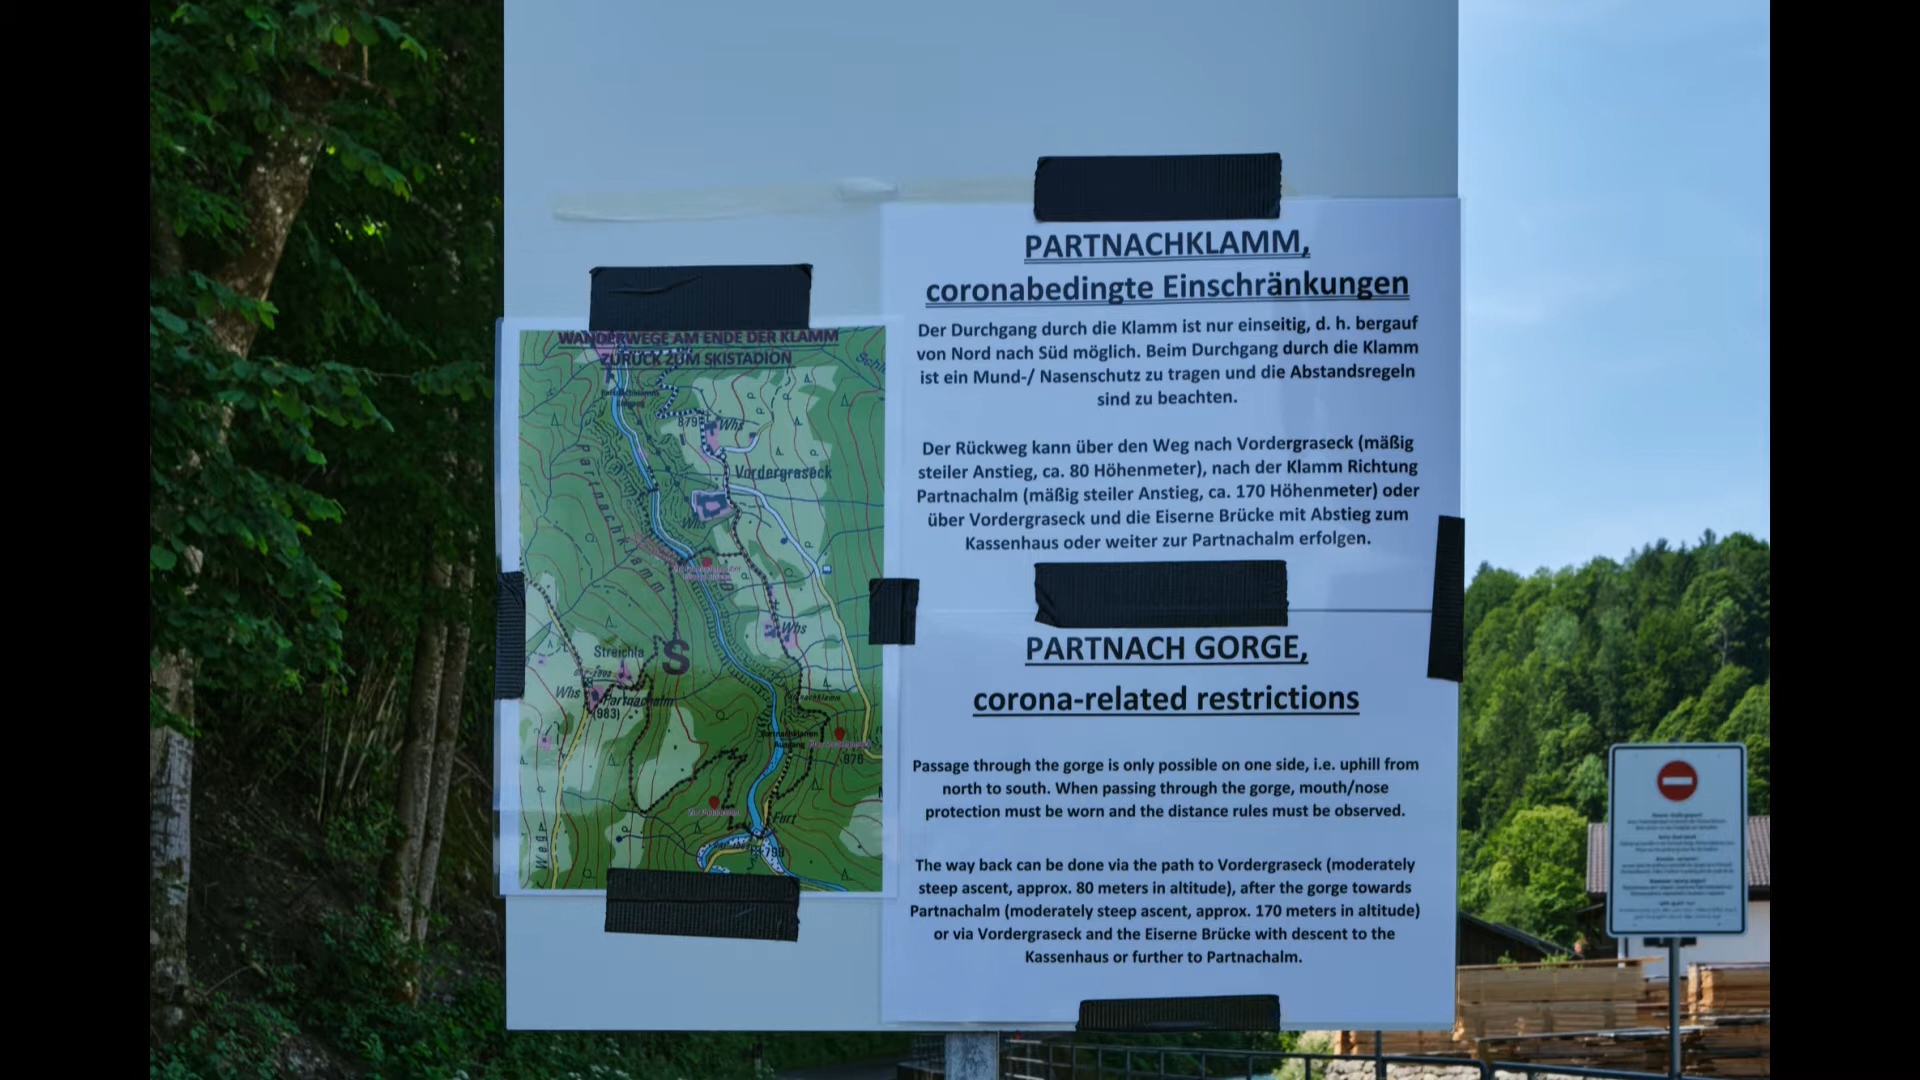 WANDERWEGE AM ENDE DER KLAMM
ZURÜCK ZUM SKISTADION
879
Whs
Vordergraseck
Whs
Partnachklamm
Whs
Streichla
S
Whs
Partnachalm
(983)
876
Fort
799
Weg
PARTNACHKLAMM,
coronabedingte Einschränkungen
Der Durchgang durch die Klamm ist nur einseitig, d. h. bergauf
von Nord nach Süd möglich. Beim Durchgang durch die Klamm
ist ein Mund-/ Nasenschutz zu tragen und die Abstandsregeln
sind zu beachten.
Der Rückweg kann über den Weg nach Vordergraseck (mäßig
steiler Anstieg, ca. 80 Höhenmeter), nach der Klamm Richtung
Partnachalm (mäßig steiler Anstieg, ca. 170 Höhenmeter) oder
über Vordergraseck und die Eiserne Brücke mit Abstieg zum
Kassenhaus oder weiter zur Partnachalm erfolgen.
PARTNACH GORGE,
corona-related restrictions
Passage through the gorge is only possible on one side, i.e. uphill from
north to south. When passing through the gorge, mouth/nose
protection must be worn and the distance rules must be observed.
The way back can be done via the path to Vordergraseck (moderately
steep ascent, approx. 80 meters in altitude), after the gorge towards
Partnachalm (moderately steep ascent, approx. 170 meters in altitude)
or via Vordergraseck and the Eiserne Brücke with descent to the
Kassenhaus or further to Partnachalm.